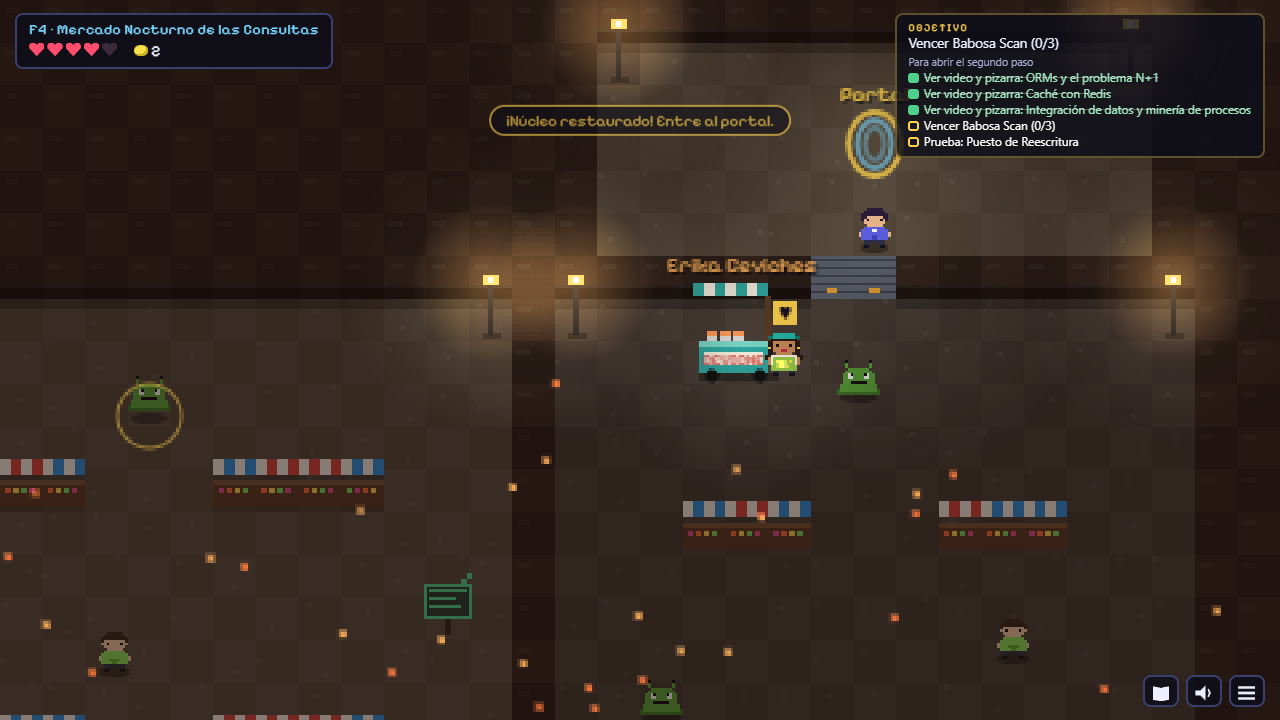 F4 · Mercado Nocturno de las Consultas
2
OBJETIVO
Vencer Babosa Scan (0/3)
Para abrir el segundo paso
Ver video y pizarra: ORMs y el problema N+1
Ver video y pizarra: Caché con Redis
Ver video y pizarra: Integración de datos y minería de procesos
Vencer Babosa Scan (0/3)
Prueba: Puesto de Reescritura
Porta
¡Núcleo restaurado! Entre al portal.
Erika Ceviches